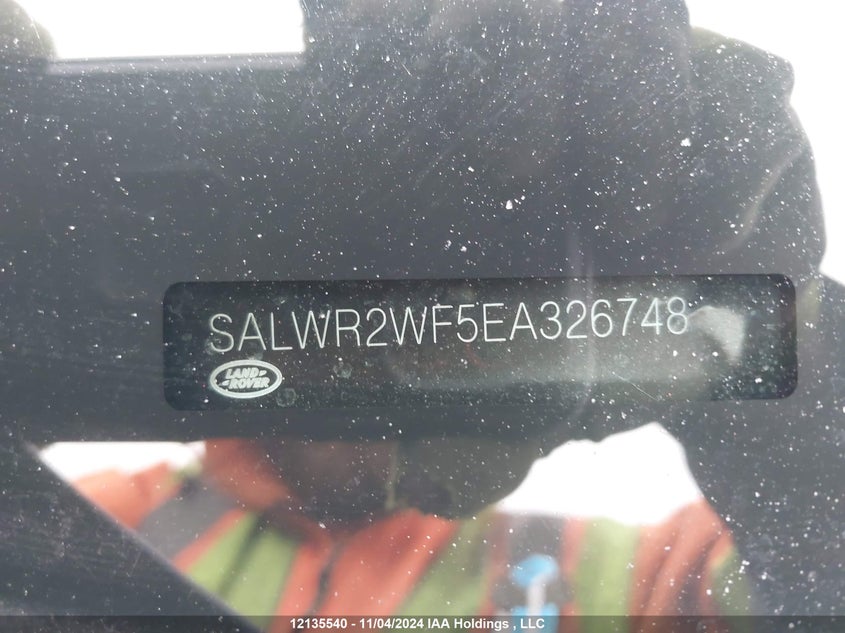 SALWR2WF5EA326748
LAND-
-ROVER
12135540 - 11/04/2024 IAA Holdings , LLC